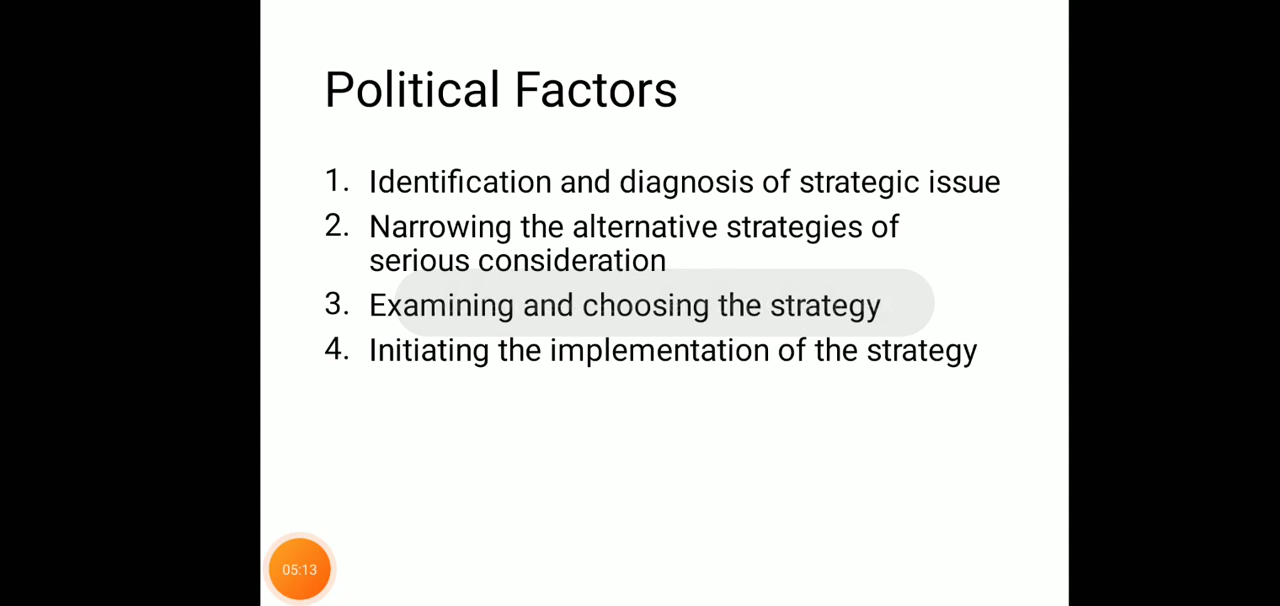 Political Factors
1. Identification and diagnosis of strategic issue
2. Narrowing the alternative strategies of
serious consideration
3. Examining and choosing the strategy
4. Initiating the implementation of the strategy
05:13